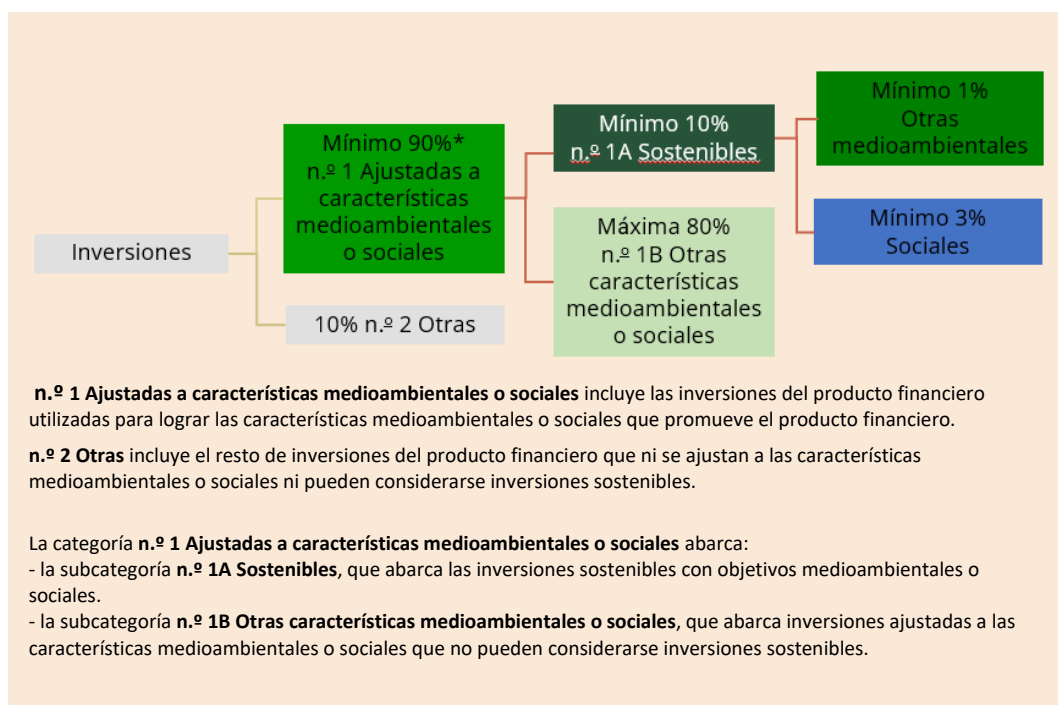 Inversiones
Mínimo 90%*
n.º 1 Ajustadas a
características
medioambientales
o sociales
10% n.º 2 Otras
Mínimo 10%
n.º 1A Sostenibles
Máxima 80%
n.º 1B Otras
características
medioambientales
o sociales
Mínimo 1%
Otras
medioambientales
Mínimo 3%
Sociales
n.º 1 Ajustadas a características medioambientales o sociales incluye las inversiones del producto financiero
utilizadas para lograr las características medioambientales o sociales que promueve el producto financiero.
n.º 2 Otras incluye el resto de inversiones del producto financiero que ni se ajustan a las características
medioambientales o sociales ni pueden considerarse inversiones sostenibles.
La categoría n.º 1 Ajustadas a características medioambientales o sociales abarca:
- la subcategoría n.º 1A Sostenibles, que abarca las inversiones sostenibles con objetivos medioambientales o
sociales.
- la subcategoría n.º 1B Otras características medioambientales o sociales, que abarca inversiones ajustadas a las
características medioambientales o sociales que no pueden considerarse inversiones sostenibles.